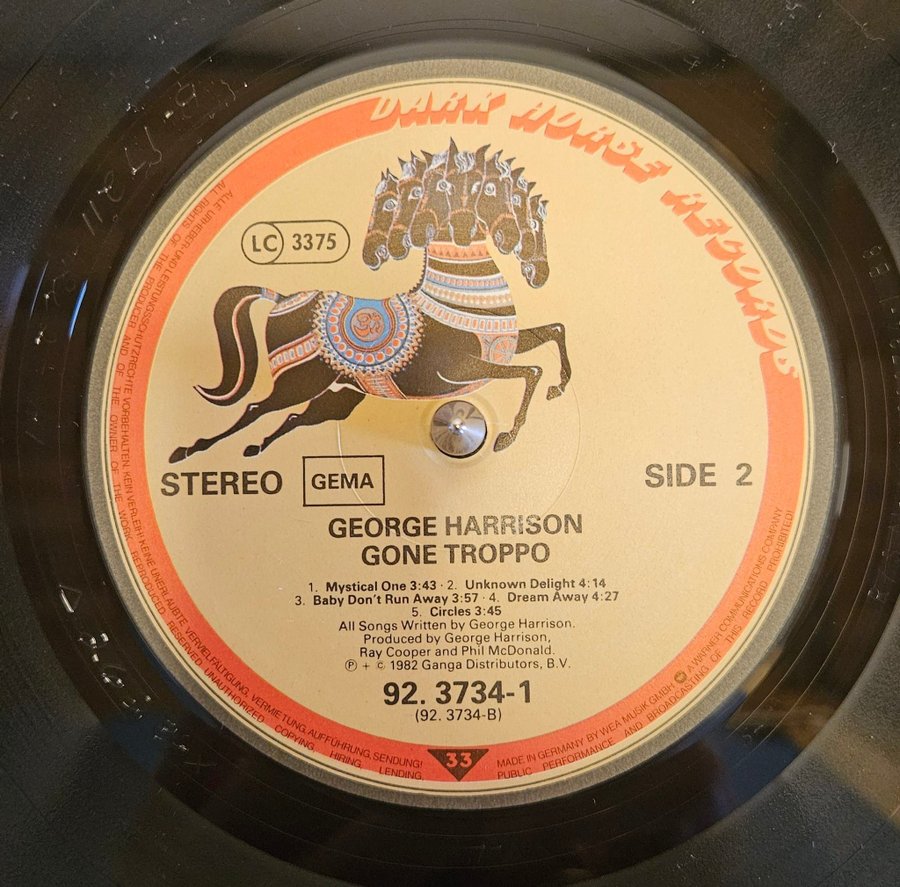 DARK HORSE RECORDS
LC 3375
STEREO GEMA SIDE 2
GEORGE HARRISON
GONE TROPPO
1. Mystical One 3:43 · 2. Unknown Delight 4:14
3. Baby Don't Run Away 3:57 · 4. Dream Away 4:27
5. Circles 3:45
All Songs Written by George Harrison.
Produced by George Harrison,
Ray Cooper and Phil McDonald.
℗ + © 1982 Ganga Distributors, B.V.
92. 3734-1
(92. 3734-B)
33
ALLE URHEBER- UND LEISTUNGSSCHUTZRECHTE VORBEHALTEN. KEIN VERLEIH! KEINE UNERLAUBTE VERVIELFÄLTIGUNG, VERMIETUNG, AUFFÜHRUNG, SENDUNG!
ALL RIGHTS OF THE PRODUCER AND OF THE OWNER OF THE WORK REPRODUCED RESERVED UNAUTHORIZED COPYING HIRING LENDING,
MADE IN GERMANY BY WEA MUSIK GMBH A WARNER COMMUNICATIONS COMPANY
PUBLIC PERFORMANCE AND BROADCASTING OF THIS RECORD PROHIBITED!